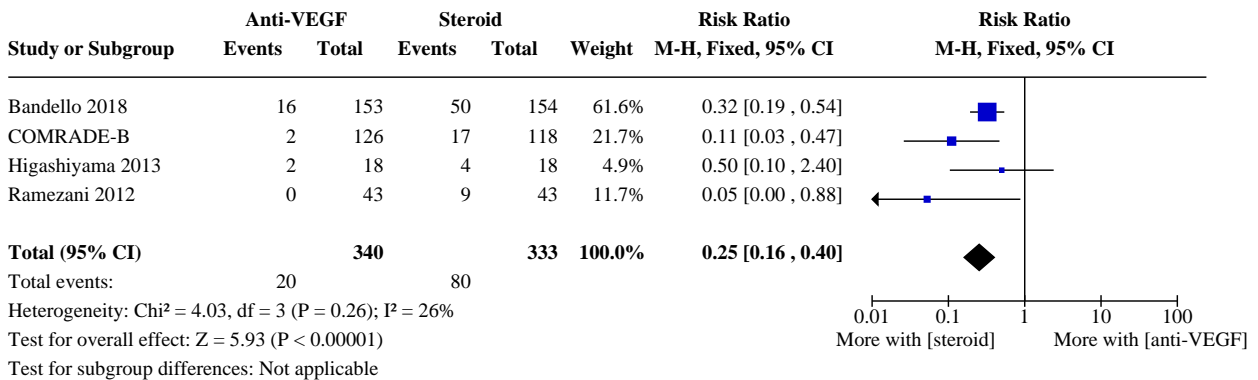 Anti-VEGF Steroid Risk Ratio Risk Ratio
Study or Subgroup Events Total Events Total Weight M-H, Fixed, 95% CI M-H, Fixed, 95% CI
Bandello 2018 16 153 50 154 61.6% 0.32 [0.19 , 0.54]
COMRADE-B 2 126 17 118 21.7% 0.11 [0.03 , 0.47]
Higashiyama 2013 2 18 4 18 4.9% 0.50 [0.10 , 2.40]
Ramezani 2012 0 43 9 43 11.7% 0.05 [0.00 , 0.88]
Total (95% CI) 340 333 100.0% 0.25 [0.16 , 0.40]
Total events: 20 80
Heterogeneity: Chi² = 4.03, df = 3 (P = 0.26); I² = 26%
0.01 0.1 1 10 100
Test for overall effect: Z = 5.93 (P < 0.00001)
More with [steroid] More with [anti-VEGF]
Test for subgroup differences: Not applicable